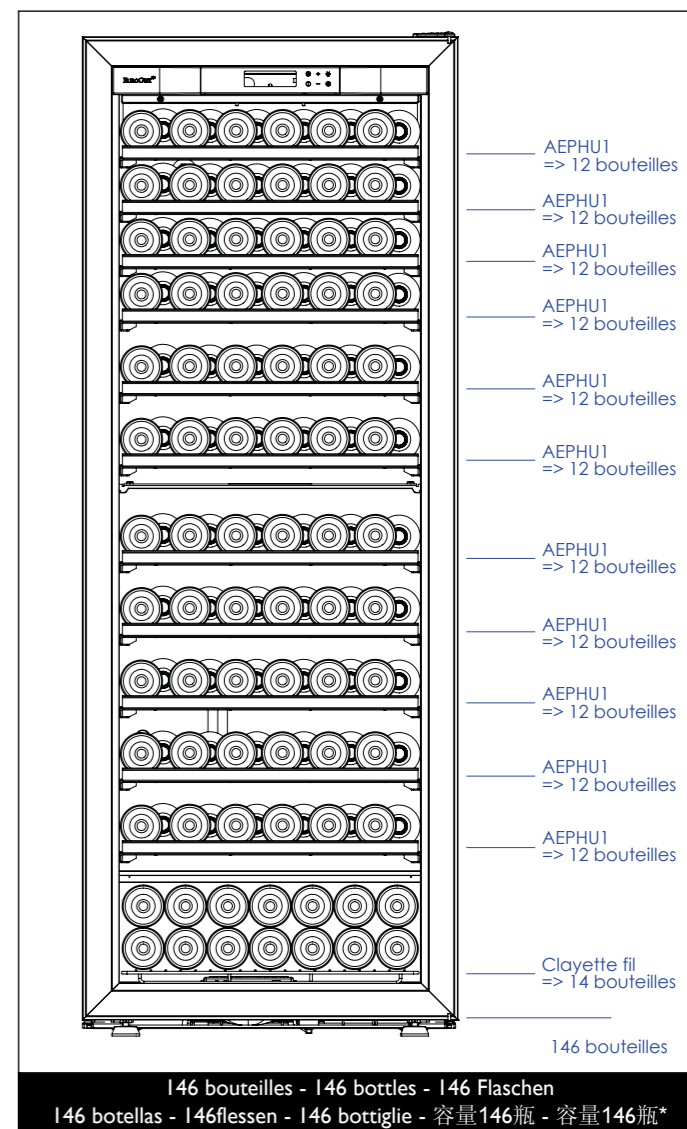 EuroCave
AEPHU1
=> 12 bouteilles
AEPHU1
=> 12 bouteilles
AEPHU1
=> 12 bouteilles
AEPHU1
=> 12 bouteilles
AEPHU1
=> 12 bouteilles
AEPHU1
=> 12 bouteilles
AEPHU1
=> 12 bouteilles
AEPHU1
=> 12 bouteilles
AEPHU1
=> 12 bouteilles
AEPHU1
=> 12 bouteilles
AEPHU1
=> 12 bouteilles
Clayette fil
=> 14 bouteilles
146 bouteilles
146 bouteilles - 146 bottles - 146 Flaschen
146 botellas - 146flessen - 146 bottiglie - 容量146瓶 - 容量146瓶*